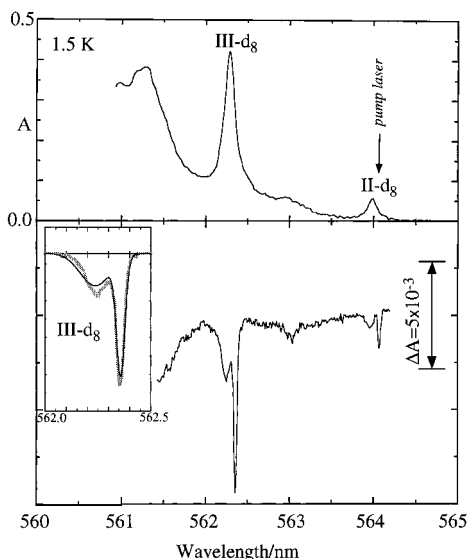 0.5
1.5 K
III-d8
A
pump laser
II-d8
0.0
III-d8
562.0
562.5
ΔA=5x10-3
560
561
562
563
564
565
Wavelength/nm